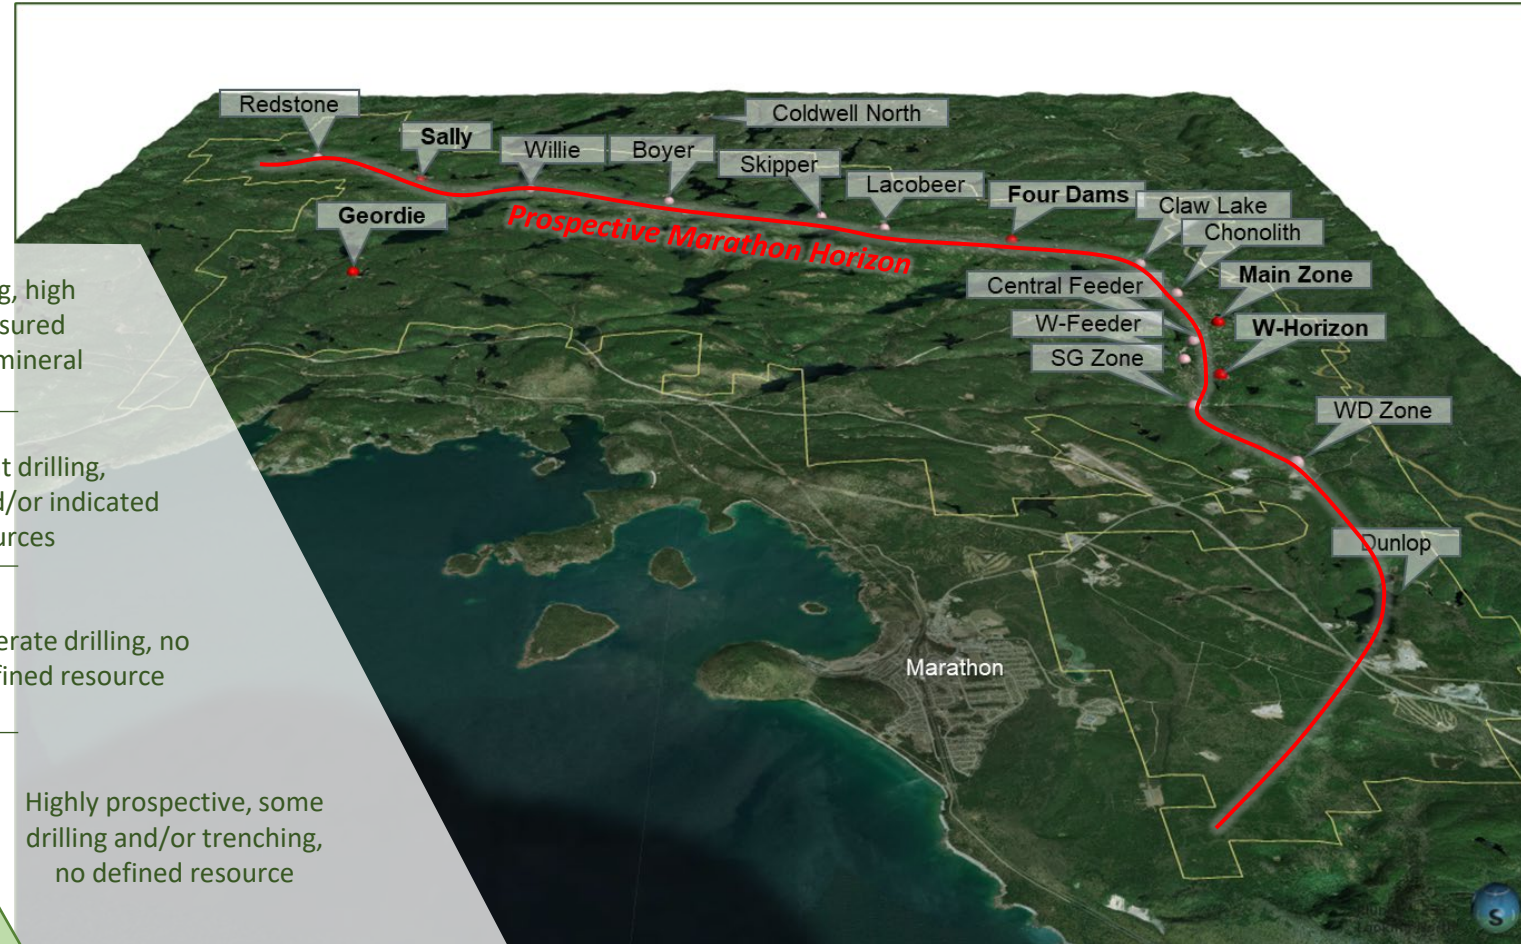 Redstone
Coldwell North
Sally
Willie
Boyer
Skipper
Lacobeer
Four Dams
Claw Lake
Geordie
Chonolith
Prospective Marathon Horizon
Main Zone
Central Feeder
W-Feeder
W-Horizon
SG Zone
WD Zone
Dunlop
Marathon
g, high
sured
mineral
t drilling,
d/or indicated
urces
erate drilling, no
fined resource
Highly prospective, some
drilling and/or trenching,
no defined resource
S